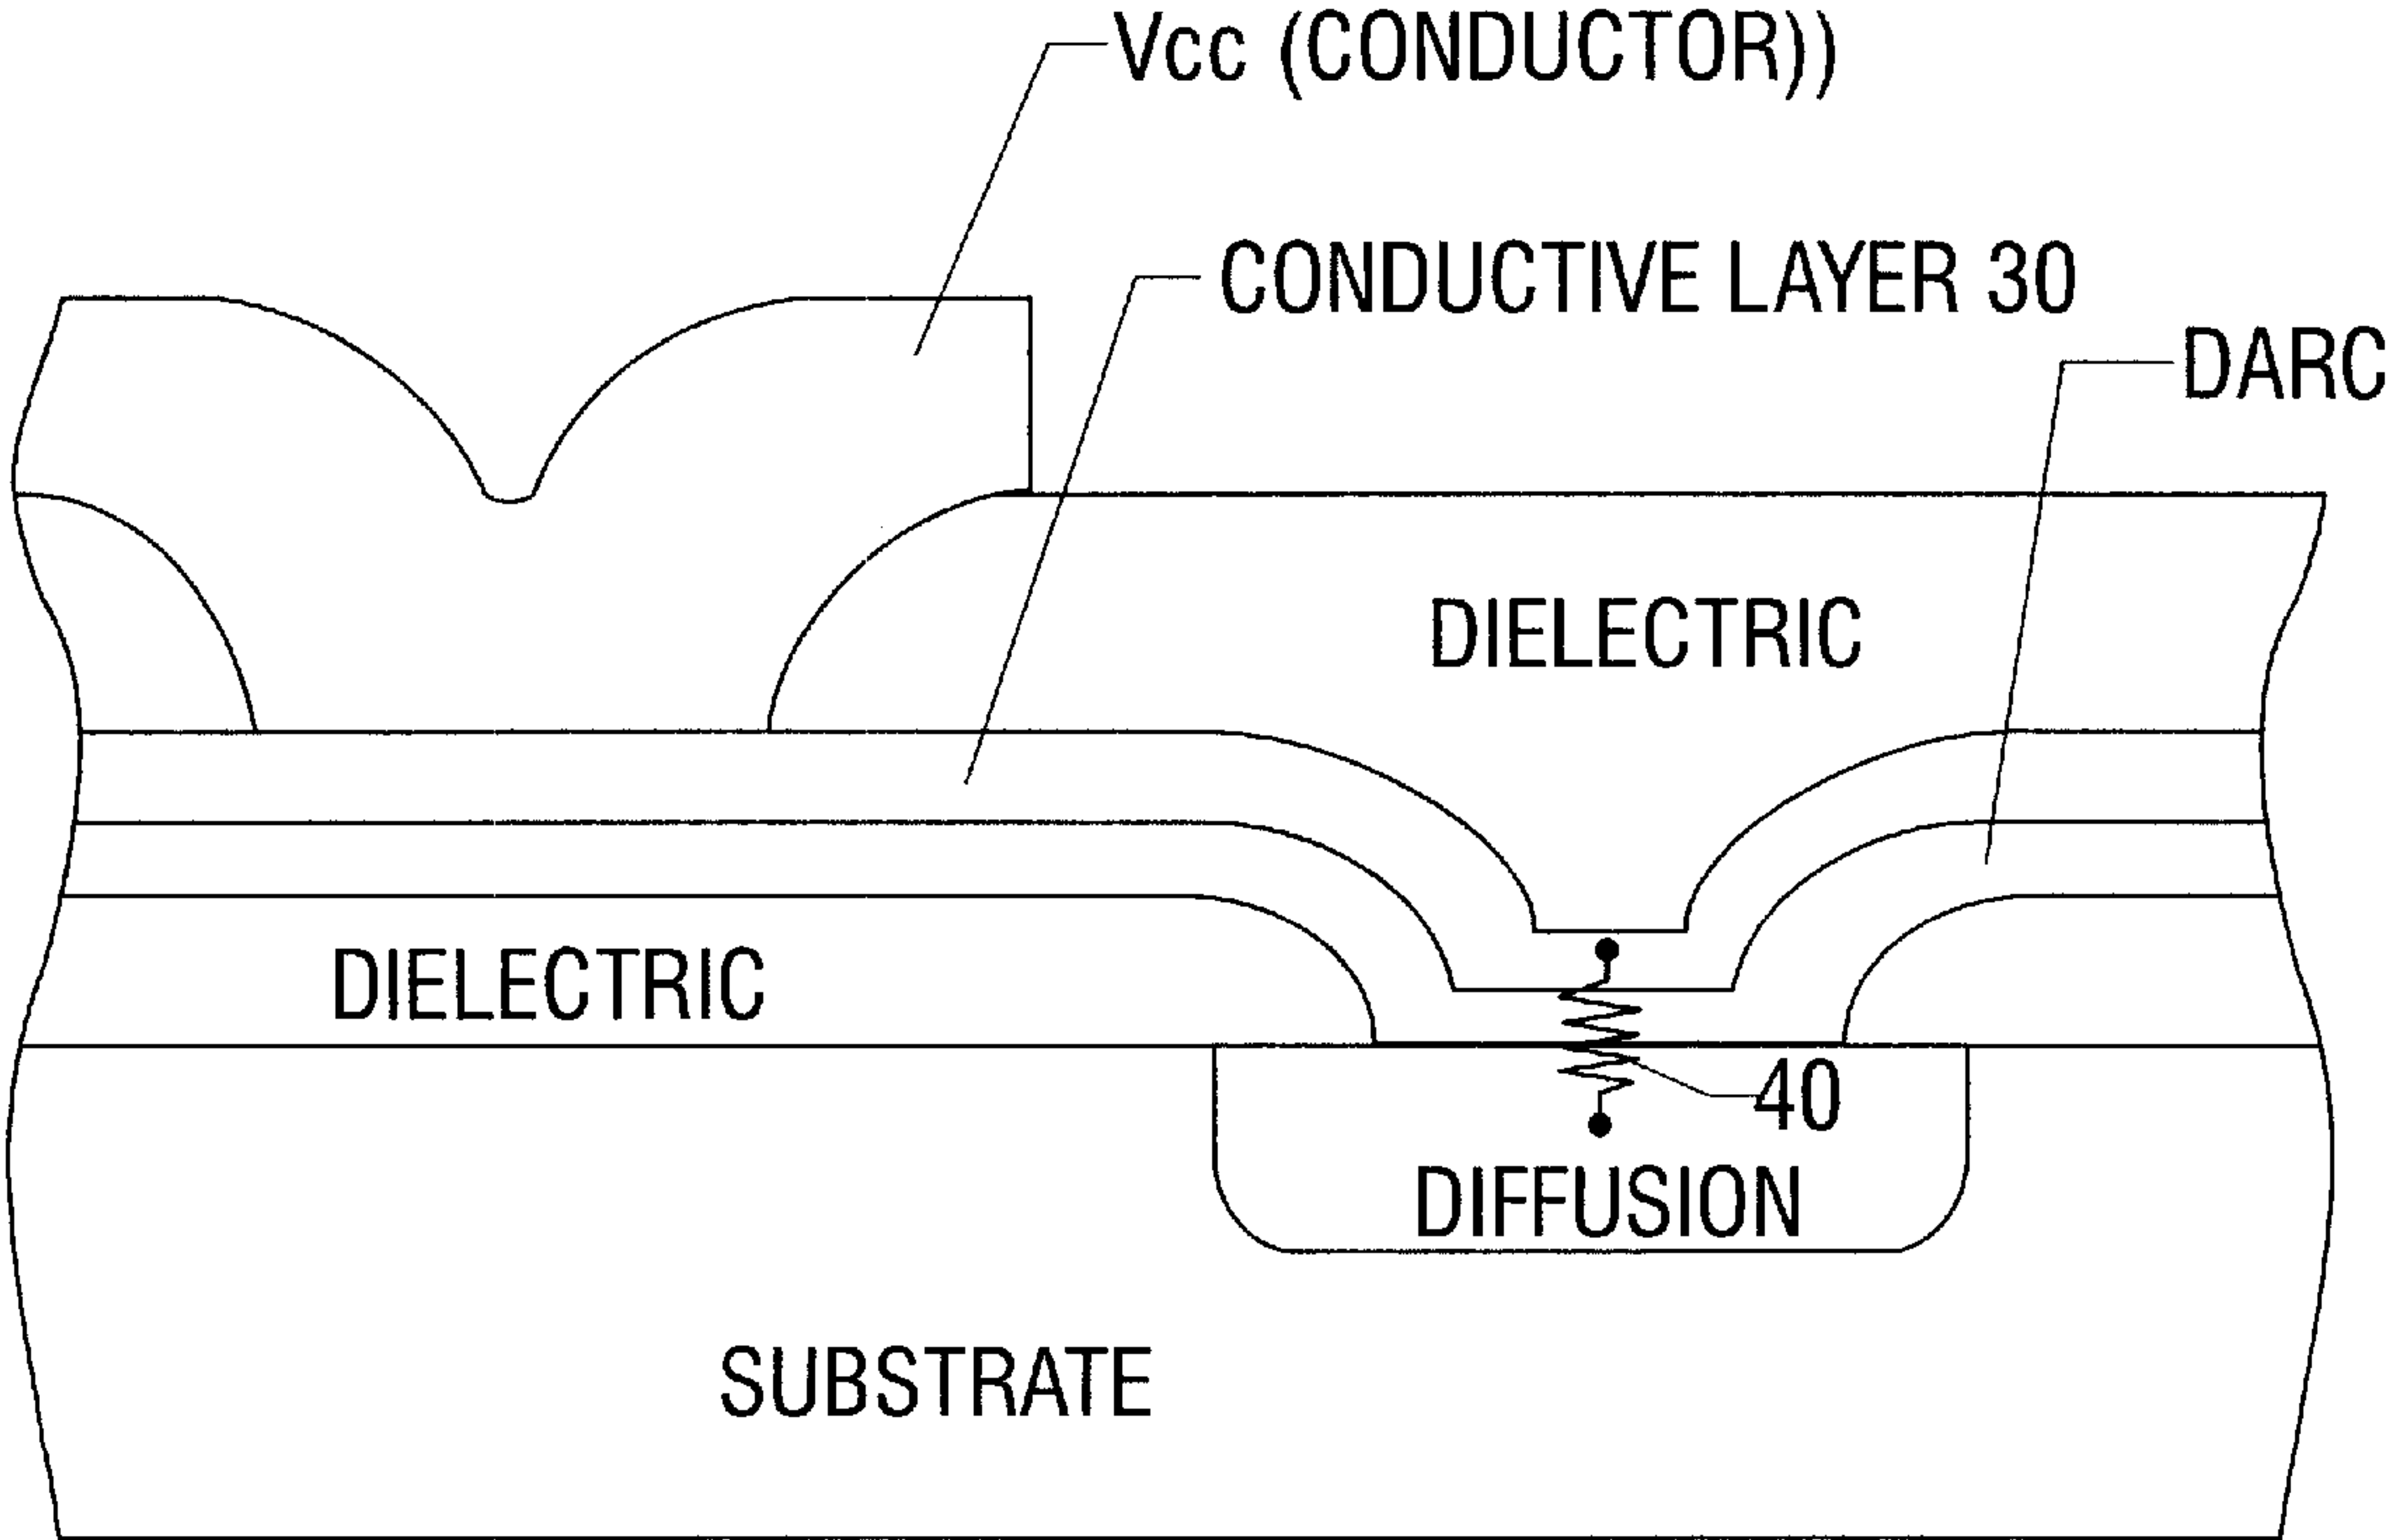 Vcc (CONDUCTOR))
CONDUCTIVE LAYER 30
DARC
DIELECTRIC
DIELECTRIC
40
DIFFUSION
SUBSTRATE